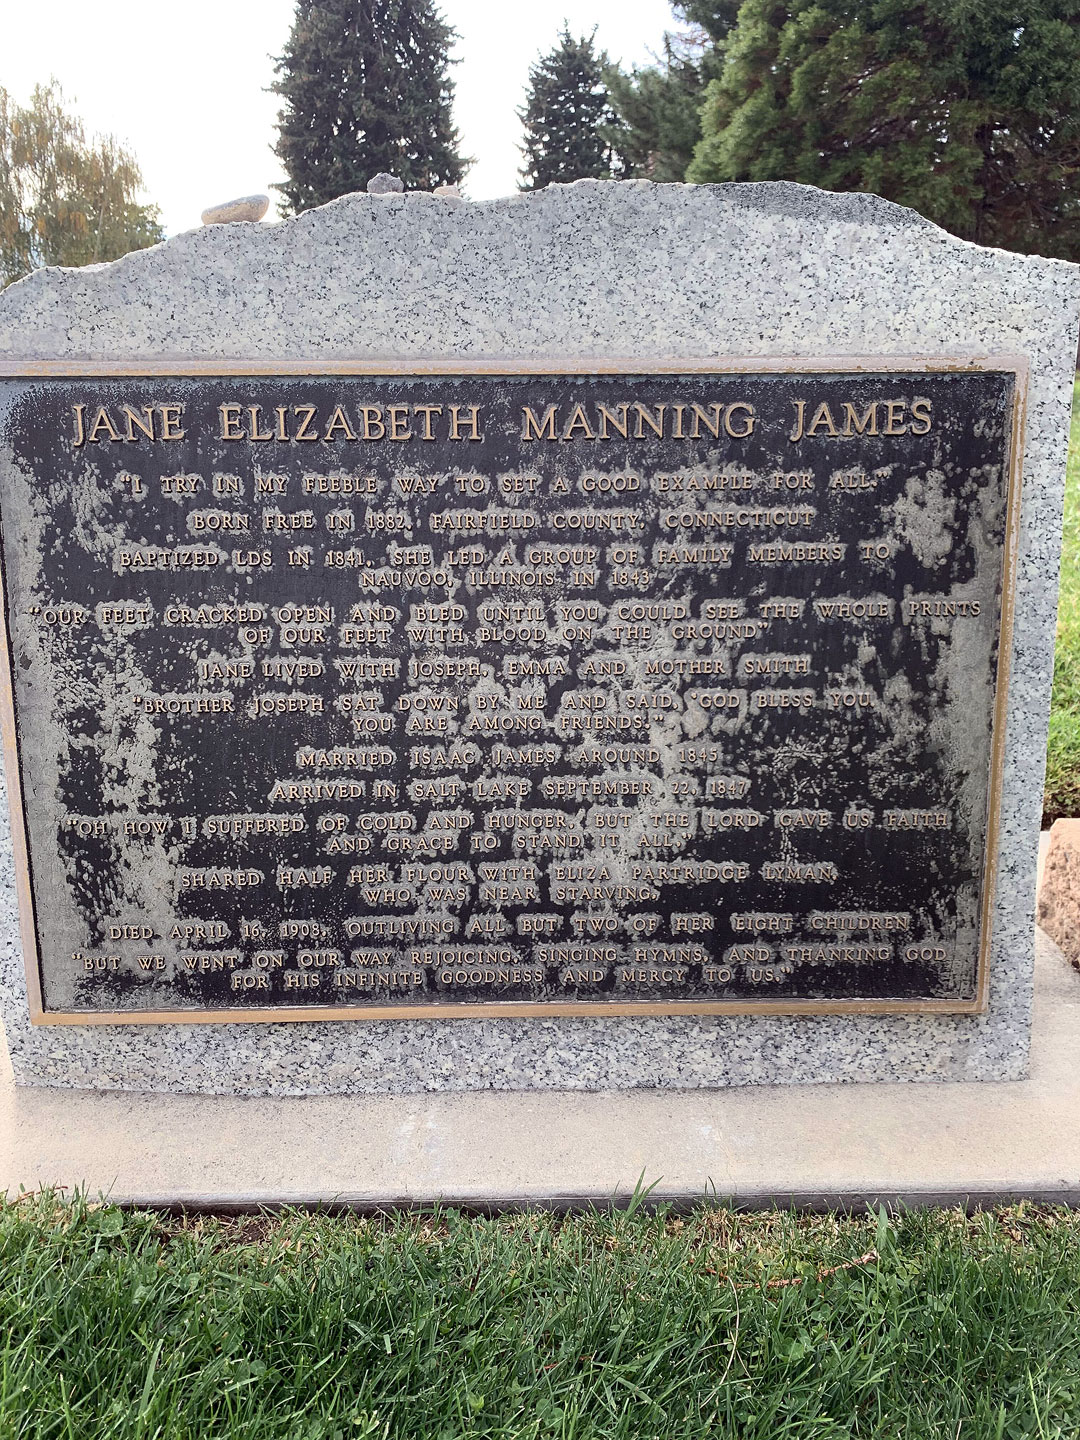 JANE ELIZABETH MANNING JAMES
"I TRY IN MY FEEBLE WAY TO SET A GOOD EXAMPLE FOR ALL."
BORN FREE IN 1882, FAIRFIELD COUNTY, CONNECTICUT
BAPTIZED LDS IN 1841, SHE LED A GROUP OF FAMILY MEMBERS TO
NAUVOO, ILLINOIS IN 1843
"OUR FEET CRACKED OPEN AND BLED UNTIL YOU COULD SEE THE WHOLE PRINTS
OF OUR FEET WITH BLOOD ON THE GROUND"
JANE LIVED WITH JOSEPH, EMMA AND MOTHER SMITH
"BROTHER JOSEPH SAT DOWN BY ME AND SAID, 'GOD BLESS YOU.
YOU ARE AMONG FRIENDS.'"
MARRIED ISAAC JAMES AROUND 1845
ARRIVED IN SALT LAKE SEPTEMBER 22, 1847
"OH HOW I SUFFERED OF COLD AND HUNGER, BUT THE LORD GAVE US FAITH
AND GRACE TO STAND IT ALL."
SHARED HALF HER FLOUR WITH ELIZA PARTRIDGE LYMAN,
WHO WAS NEAR STARVING.
DIED APRIL 16, 1908, OUTLIVING ALL BUT TWO OF HER EIGHT CHILDREN
"BUT WE WENT ON OUR WAY REJOICING, SINGING HYMNS, AND THANKING GOD
FOR HIS INFINITE GOODNESS AND MERCY TO US."